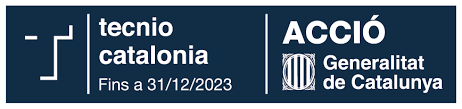 tecnio
catalonia
Fins a 31/12/2023
ACCIÓ
Generalitat
de Catalunya